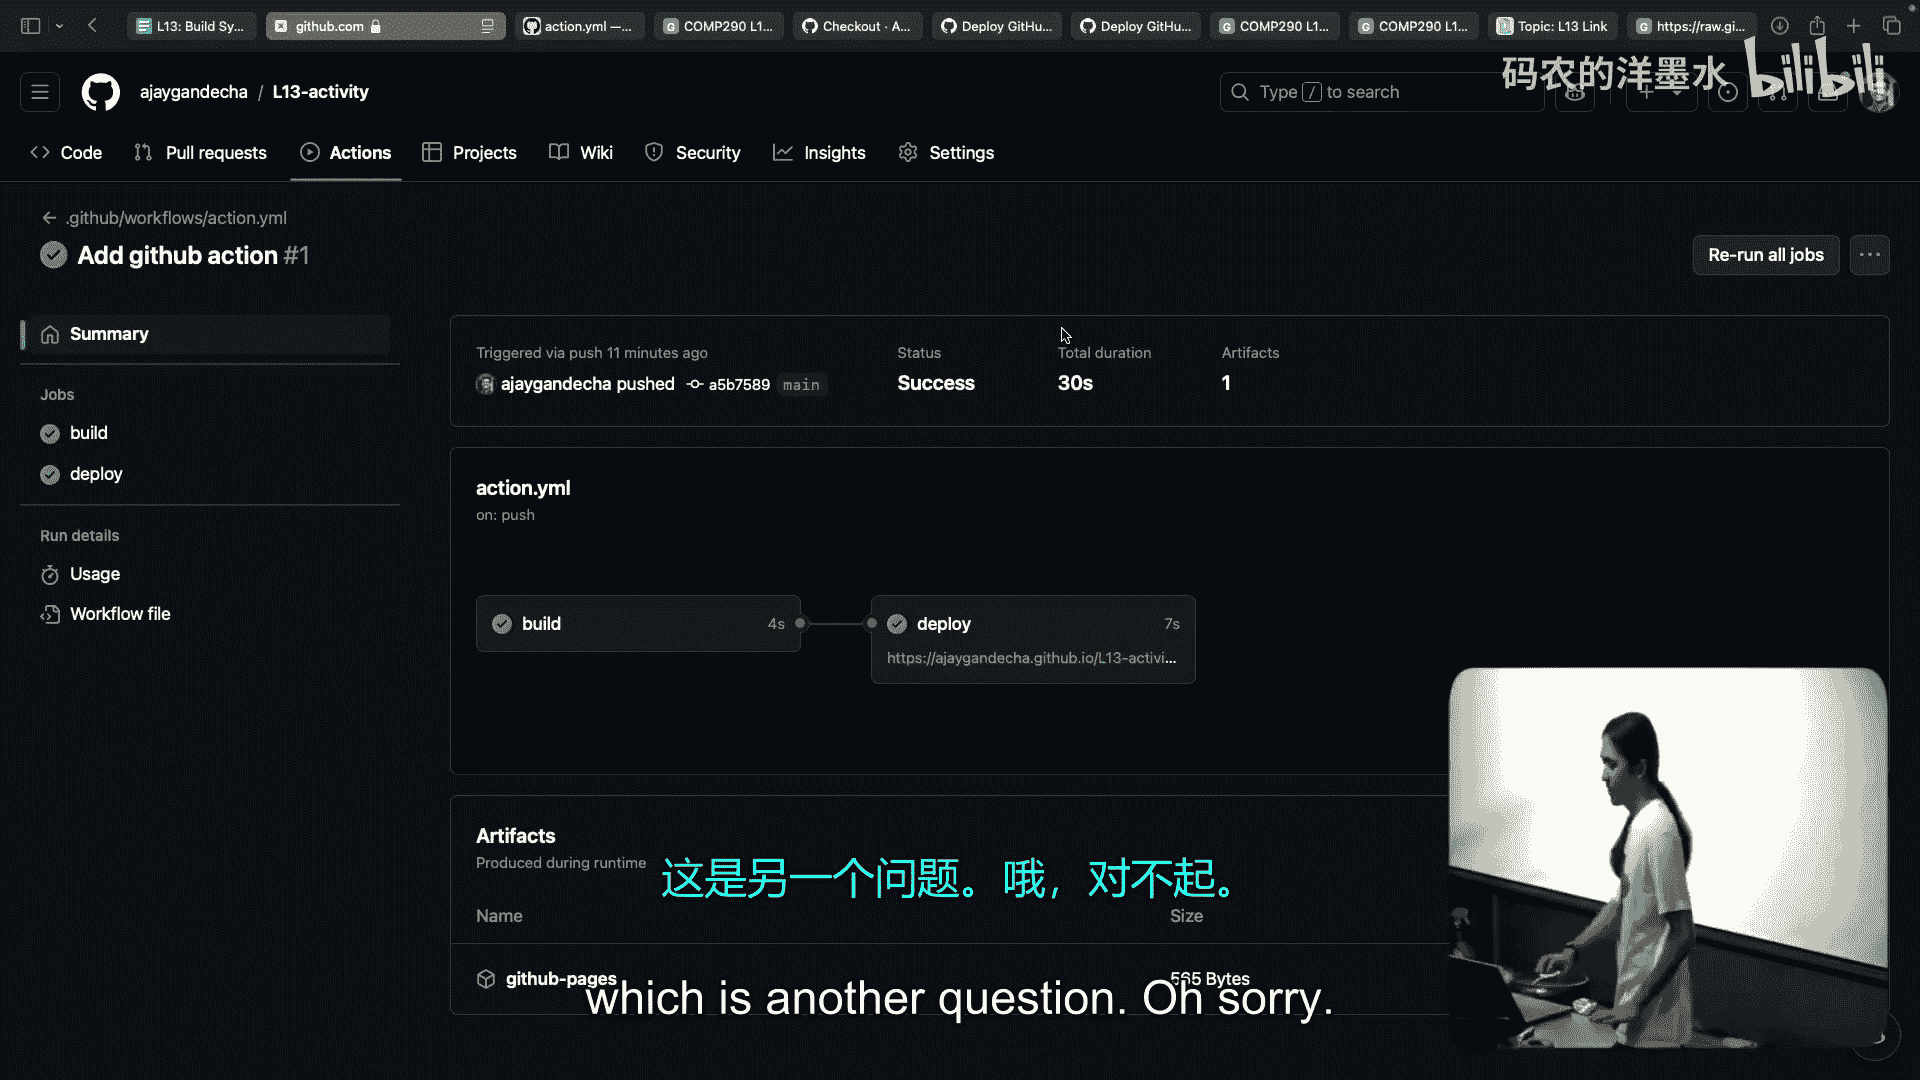 L13: Build Sy...
github.com
action.yml —...
COMP290 L1...
Checkout · A...
Deploy GitHu...
Deploy GitHu...
COMP290 L1...
COMP290 L1...
Topic: L13 Link
https://raw.gi...
码农的洋墨水 bilibili
ajaygandecha / L13-activity
Type / to search
Code
Pull requests
Actions
Projects
Wiki
Security
Insights
Settings
.github/workflows/action.yml
Add github action #1
Re-run all jobs
Summary
Jobs
build
deploy
Run details
Usage
Workflow file
Triggered via push 11 minutes ago
ajaygandecha pushed a5b7589 main
Status
Success
Total duration
30s
Artifacts
1
action.yml
on: push
build 4s
deploy 7s
https://ajaygandecha.github.io/L13-activi...
Artifacts
Produced during runtime
这是另一个问题。哦，对不起。
Name Size
github-pages
Bytes
which is another question. Oh sorry.